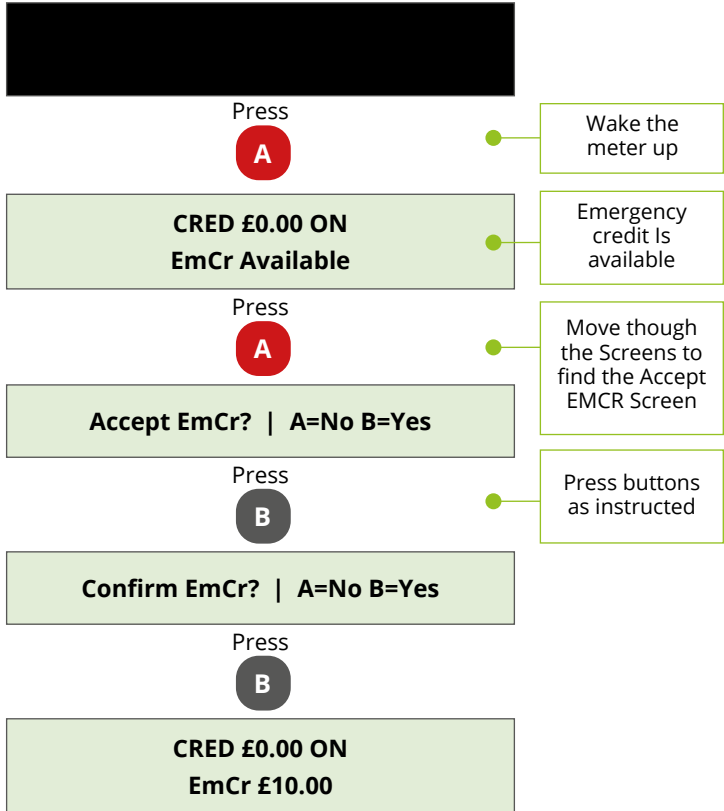 Press
A
Wake the
meter up
CRED £0.00 ON
EmCr Available
Emergency
credit Is
available
Press
A
Move though
the Screens to
find the Accept
EMCR Screen
Accept EmCr? | A=No B=Yes
Press
B
Press buttons
as instructed
Confirm EmCr? | A=No B=Yes
Press
B
CRED £0.00 ON
EmCr £10.00